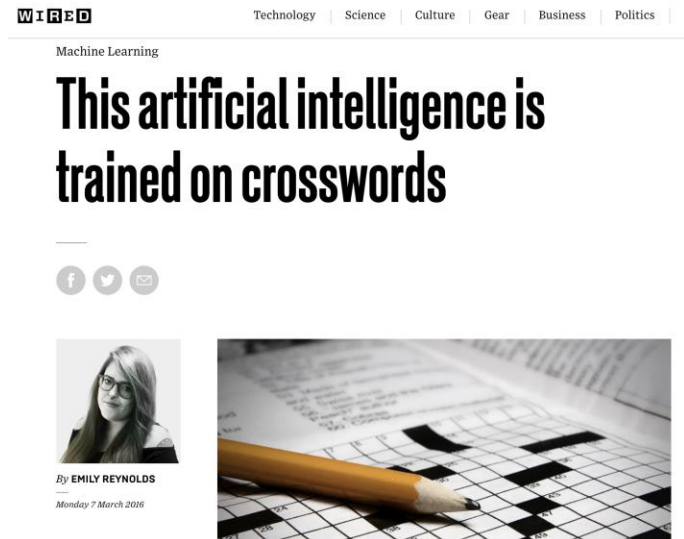 WIRED
Technology Science Culture Gear Business Politics
Machine Learning
This artificial intelligence is
trained on crosswords
By EMILY REYNOLDS
Monday 7 March 2016